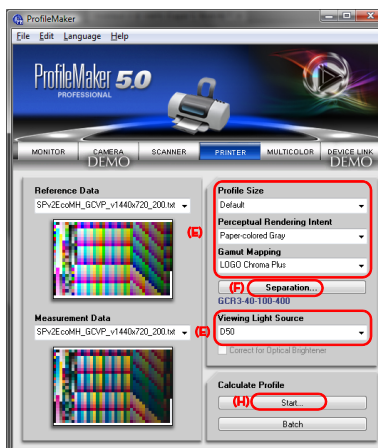 ProfileMaker
File Edit Language Help
ProfileMaker 5.0
PROFESSIONAL
MONITOR CAMERA SCANNER PRINTER MULTICOLOR DEVICE LINK
DEMO DEMO
Reference Data
SPv2EcoMH_GCVP_v1440x720_200.txt
Profile Size
Default
(E)
Perceptual Rendering Intent
Paper-colored Gray
Gamut Mapping
LOGO Chroma Plus
(F) Separation...
GCR3-40-100-400
Measurement Data
SPv2EcoMH_GCVP_v1440x720_200.txt
(E)
Viewing Light Source
D50
Correct for Optical Brightener
Calculate Profile
(H) Start...
Batch